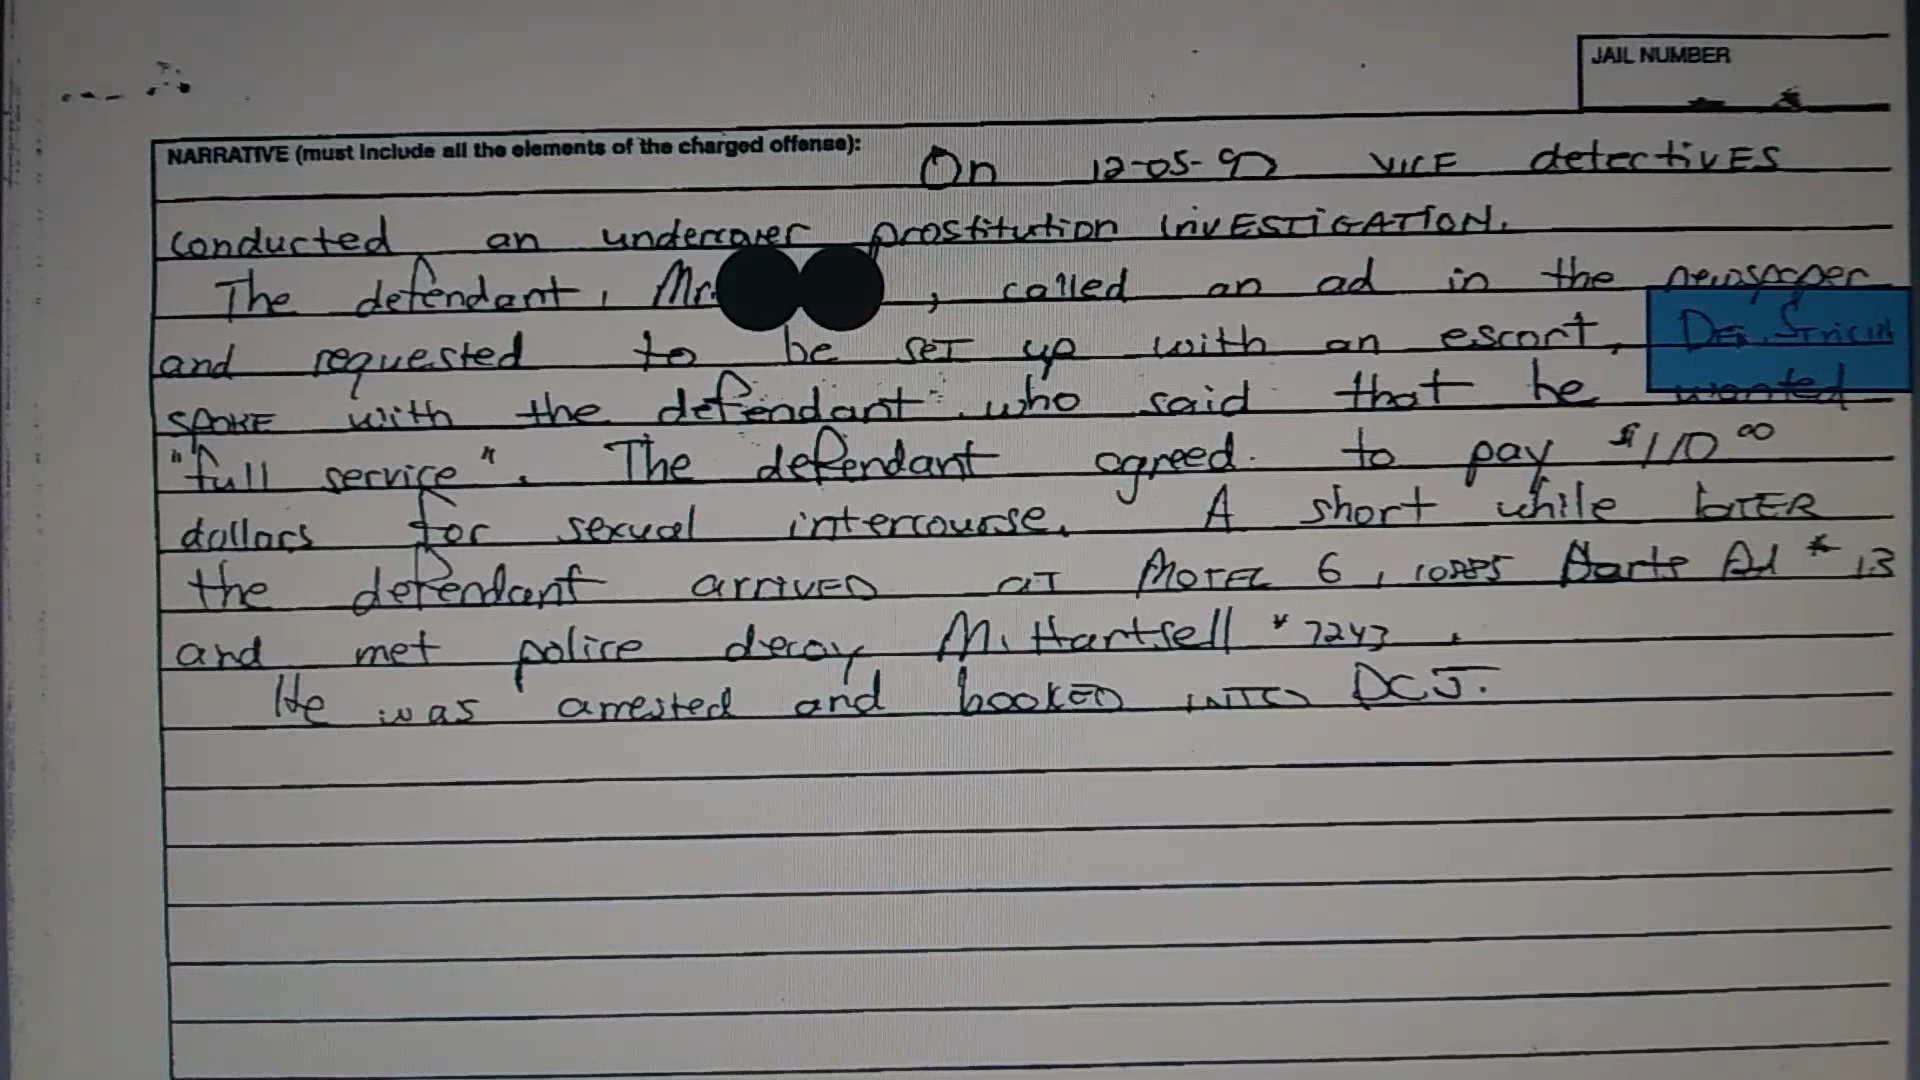 JAIL NUMBER
NARRATIVE (must include all the elements of the charged offense): On 12-05-97 VICE detectivES
conducted an undercover prostitution INVESTIGATION.
The defendant, Mr. , called an ad in the newspaper
and requested to be SET up with an escort, Det.
SPOKE with the defendant who said that he wanted
"full service". The defendant agreed to pay $110 00
dollars for sexual intercourse. A short while LATER
the defendant arrIVED AT MOTEL 6, #13
and met police decoy M. Hartsell #7243.
He was arrested and booKED INTO DCJ.